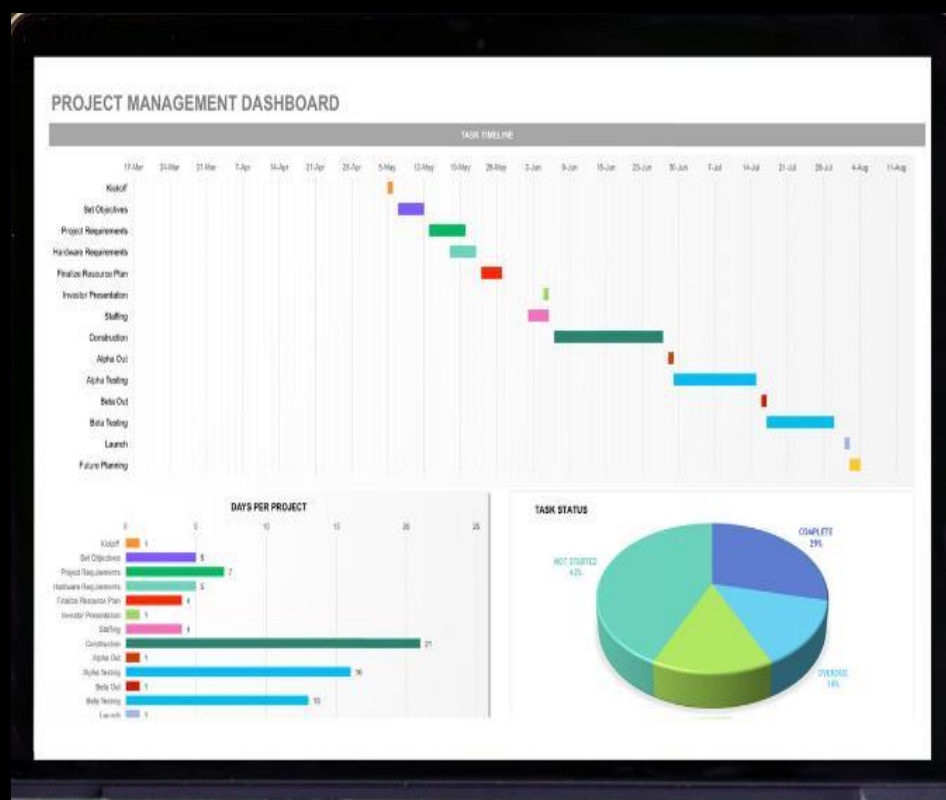 PROJECT MANAGEMENT DASHBOARD
TASK TIMELINE
17-Mar 24-Mar 31-Mar 7-Apr 14-Apr 21-Apr 28-Apr 5-May 12-May 19-May 26-May 2-Jun 9-Jun 16-Jun 23-Jun 30-Jun 7-Jul 14-Jul 21-Jul 28-Jul 4-Aug 11-Aug
Kickoff
Set Objectives
Project Requirements
Hardware Requirements
Finalize Resource Plan
Investor Presentation
Staffing
Construction
Alpha Out
Alpha Testing
Beta Out
Beta Testing
Launch
Future Planning
DAYS PER PROJECT
0 5 10 15 20 25
Kickoff 1
Set Objectives 5
Project Requirements 7
Hardware Requirements 5
Finalize Resource Plan 4
Investor Presentation 1
Staffing 4
Construction 21
Alpha Out 1
Alpha Testing 16
Beta Out 1
Beta Testing 13
Launch 1
TASK STATUS
COMPLETE
29%
NOT STARTED
43%
OVERDUE
14%